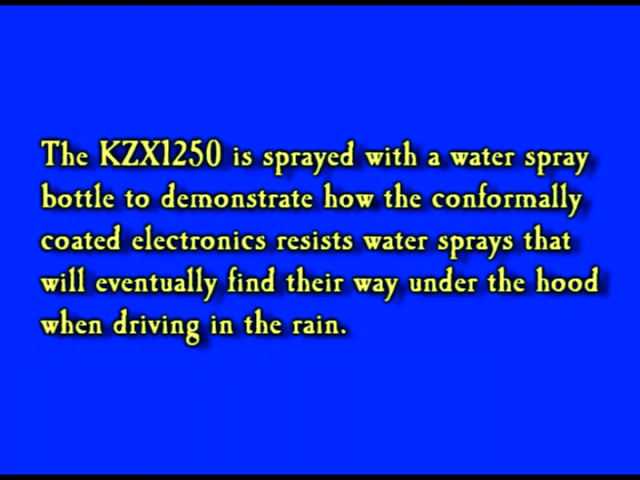 The KZX1250 is sprayed with a water spray
bottle to demonstrate how the conformally
coated electronics resists water sprays that
will eventually find their way under the hood
when driving in the rain.